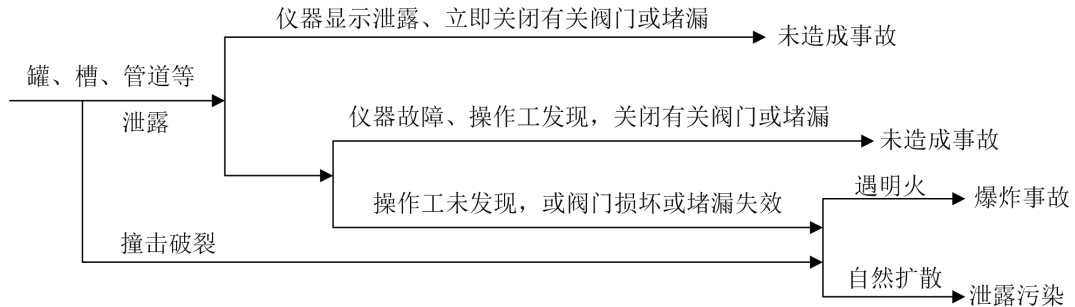 仪器显示泄露、立即关闭有关阀门或堵漏
未造成事故
罐、槽、管道等
泄露
仪器故障、操作工发现，关闭有关阀门或堵漏
未造成事故
操作工未发现，或阀门损坏或堵漏失效
遇明火
爆炸事故
撞击破裂
自然扩散
泄露污染